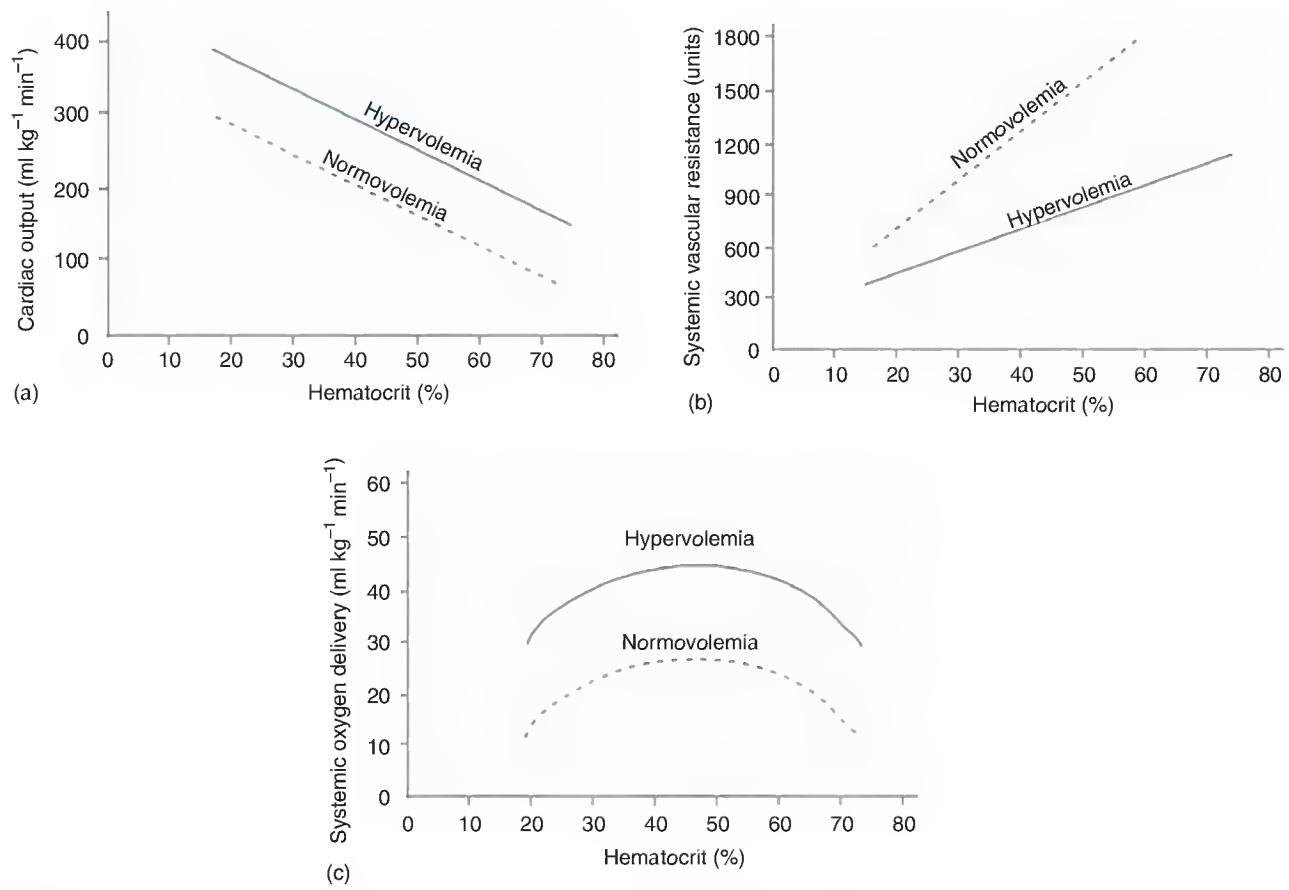 Cardiac output (ml kg⁻¹ min⁻¹)
400
300
200
100
0
Hypervolemia
Normovolemia
0 10 20 30 40 50 60 70 80
Hematocrit (%)
(a)
Systemic vascular resistance (units)
1800
1500
1200
900
600
300
0
Normovolemia
Hypervolemia
0 10 20 30 40 50 60 70 80
Hematocrit (%)
(b)
Systemic oxygen delivery (ml kg⁻¹ min⁻¹)
60
50
40
30
20
10
0
Hypervolemia
Normovolemia
0 10 20 30 40 50 60 70 80
Hematocrit (%)
(c)